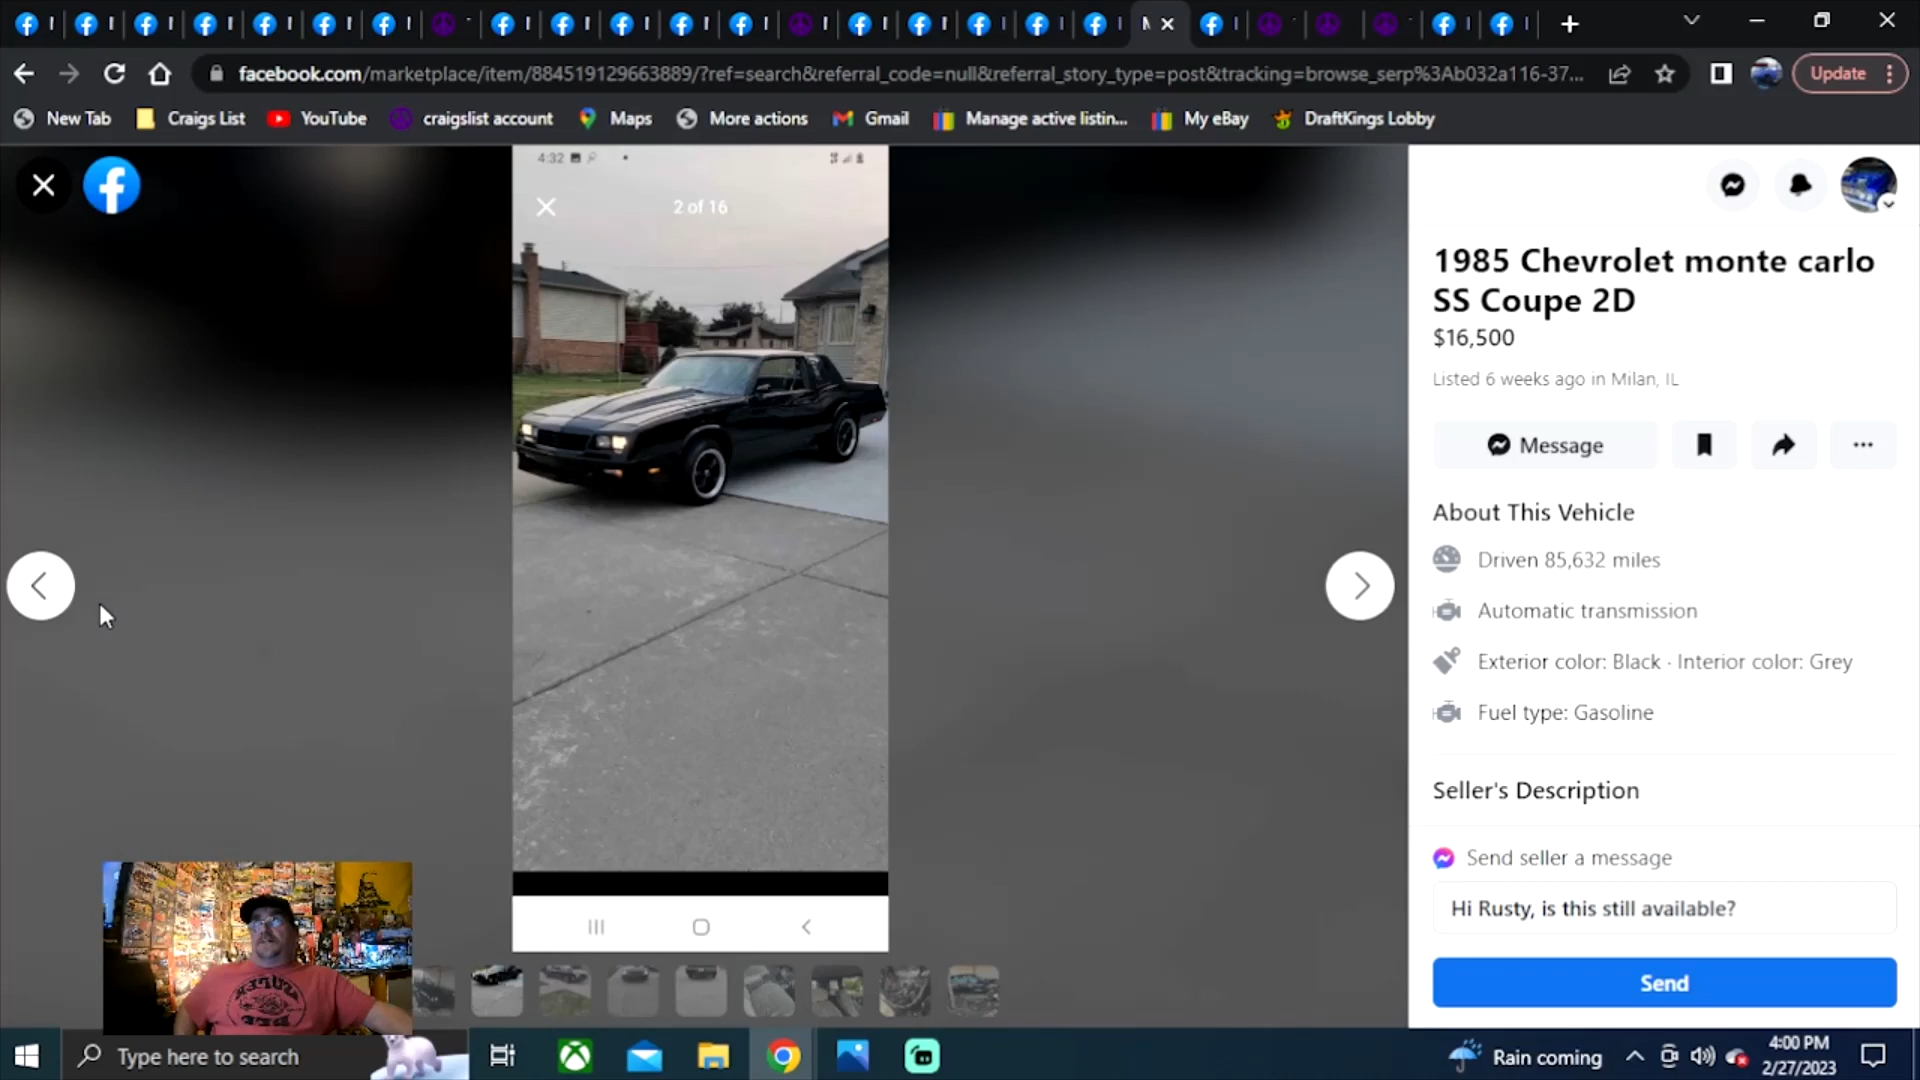 facebook.com/marketplace/item/884519129663889/?ref=search&referral_code=null&referral_story_type=post&tracking=browse_serp%3Ab032a116-37...
Update
New Tab
Craigs List
YouTube
craigslist account
Maps
More actions
Gmail
Manage active listin...
My eBay
DraftKings Lobby
4:32
2 of 16
1985 Chevrolet monte carlo
SS Coupe 2D
$16,500
Listed 6 weeks ago in Milan, IL
Message
About This Vehicle
Driven 85,632 miles
Automatic transmission
Exterior color: Black · Interior color: Grey
Fuel type: Gasoline
Seller's Description
Send seller a message
Hi Rusty, is this still available?
Send
Type here to search
Rain coming
4:00 PM
2/27/2023